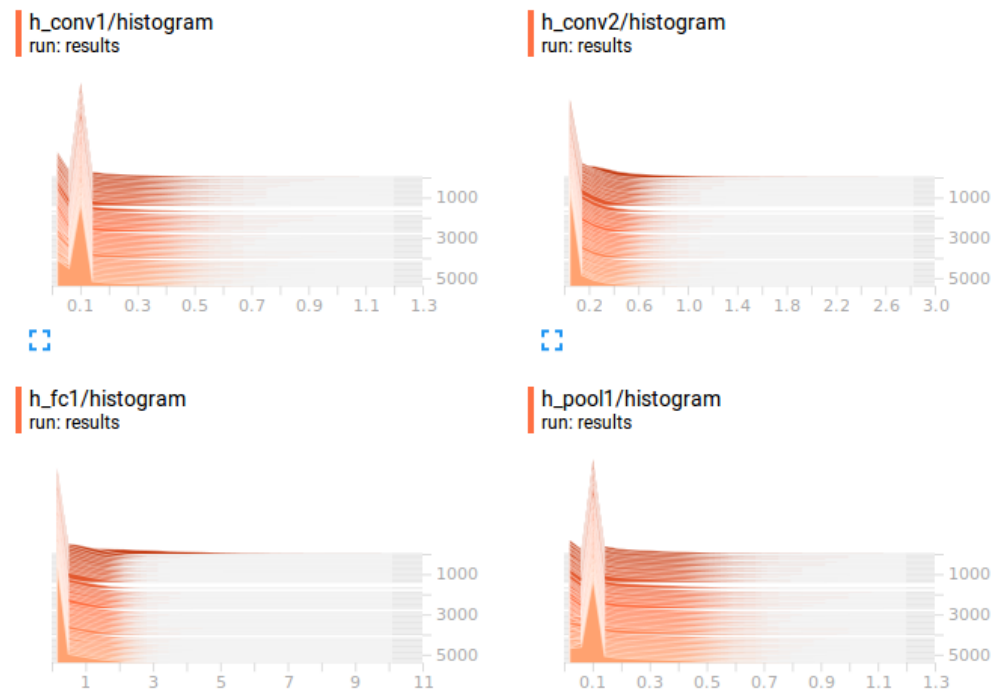 h_conv1/histogram
run: results
1000
3000
5000
0.1 0.3 0.5 0.7 0.9 1.1 1.3
h_conv2/histogram
run: results
1000
3000
5000
0.2 0.6 1.0 1.4 1.8 2.2 2.6 3.0
h_fc1/histogram
run: results
1000
3000
5000
1 3 5 7 9 11
h_pool1/histogram
run: results
1000
3000
5000
0.1 0.3 0.5 0.7 0.9 1.1 1.3